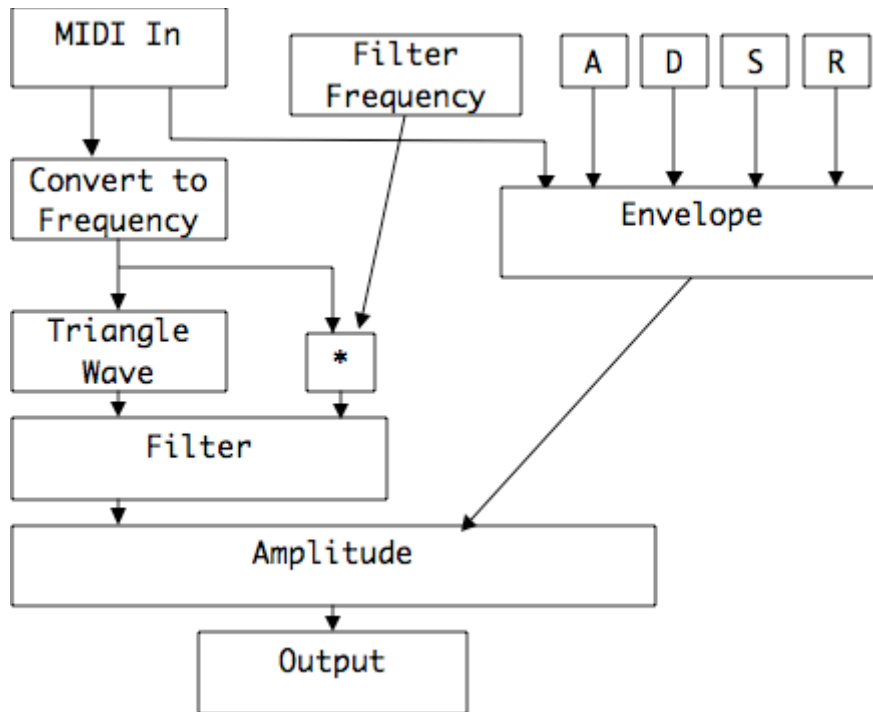 MIDI In
Filter
Frequency
A
D
S
R
Convert to
Frequency
Envelope
Triangle
Wave
*
Filter
Amplitude
Output